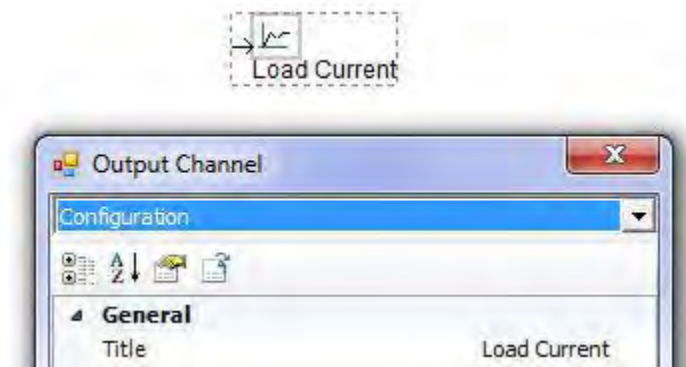 Load Current
Output Channel
Configuration
General
Title Load Current